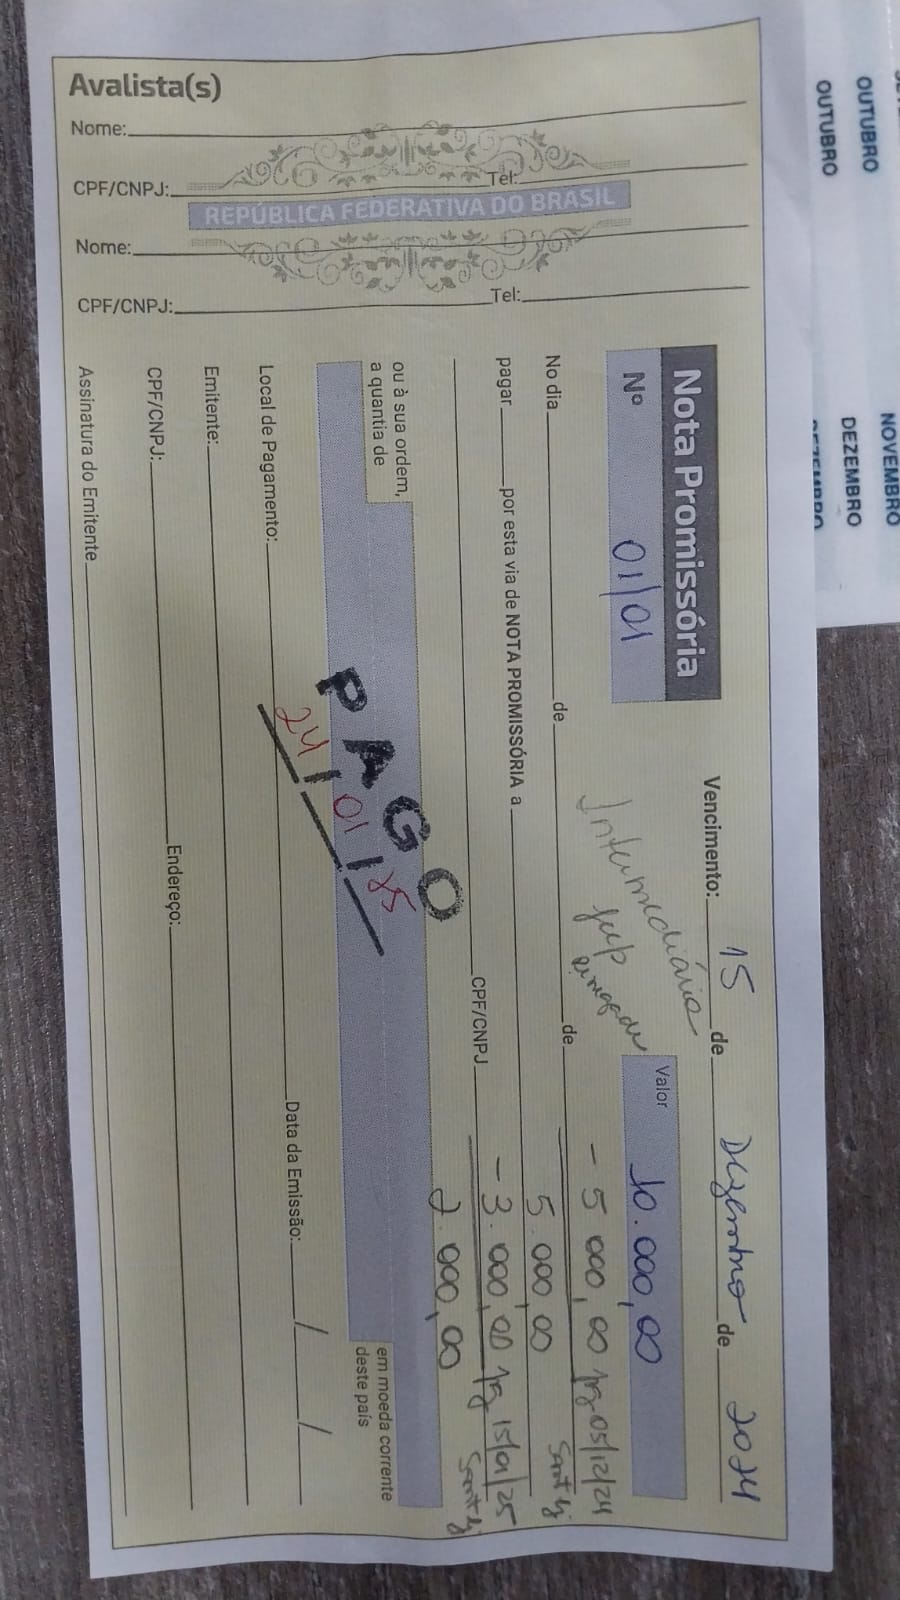 Avalista(s)
Nome:
CPF/CNPJ: Tel:
REPÚBLICA FEDERATIVA DO BRASIL
Nome:
CPF/CNPJ: Tel:
Nota Promissória
Vencimento: 15 de Dezembro de 2024
Nº 01/01
Intermediária
Jeep
Valor 10.000,00
- 5.000,00 pg 05/12/24
No dia de de
5.000,00
pagar por esta via de NOTA PROMISSÓRIA a
- 3.000,00 pg 15/01/25
CPF/CNPJ
2.000,00
ou à sua ordem,
a quantia de
em moeda corrente
deste país
PAGO
24/01/25
Local de Pagamento: Data da Emissão: / /
Emitente:
CPF/CNPJ: Endereço:
Assinatura do Emitente
OUTUBRO
OUTUBRO
NOVEMBRO
DEZEMBRO
DEZEMBRO